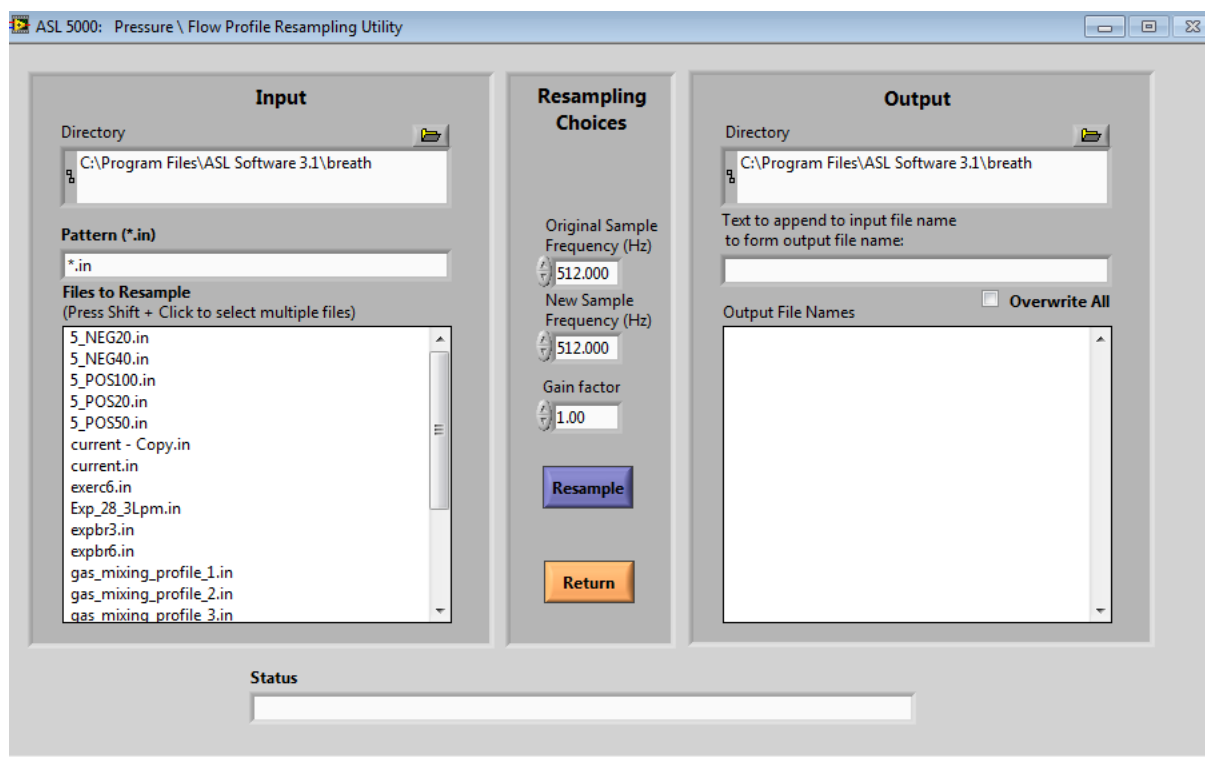 ASL 5000: Pressure \ Flow Profile Resampling Utility
Input
Directory
C:\Program Files\ASL Software 3.1\breath
Pattern (*.in)
*.in
Files to Resample
(Press Shift + Click to select multiple files)
5_NEG20.in
5_NEG40.in
5_POS100.in
5_POS20.in
5_POS50.in
current - Copy.in
current.in
exerc6.in
Exp_28_3Lpm.in
expbr3.in
expbr6.in
gas_mixing_profile_1.in
gas_mixing_profile_2.in
gas_mixing_profile_3.in
Resampling
Choices
Original Sample
Frequency (Hz)
512.000
New Sample
Frequency (Hz)
512.000
Gain factor
1.00
Resample
Return
Output
Directory
C:\Program Files\ASL Software 3.1\breath
Text to append to input file name
to form output file name:
Overwrite All
Output File Names
Status